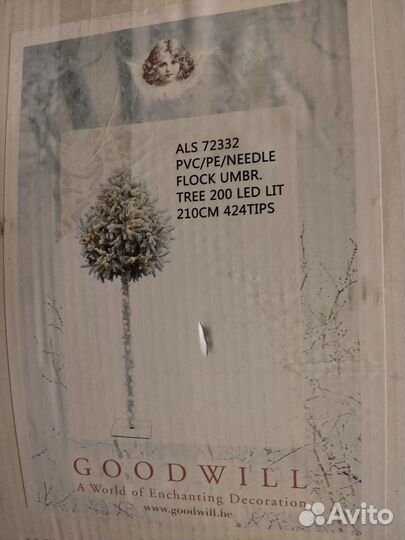 ALS 72332
PVC/PE/NEEDLE
FLOCK UMBR.
TREE 200 LED LIT
210CM 424TIPS
GOODWILL
A World of Enchanting Decorations
www.goodwill.be
Avito